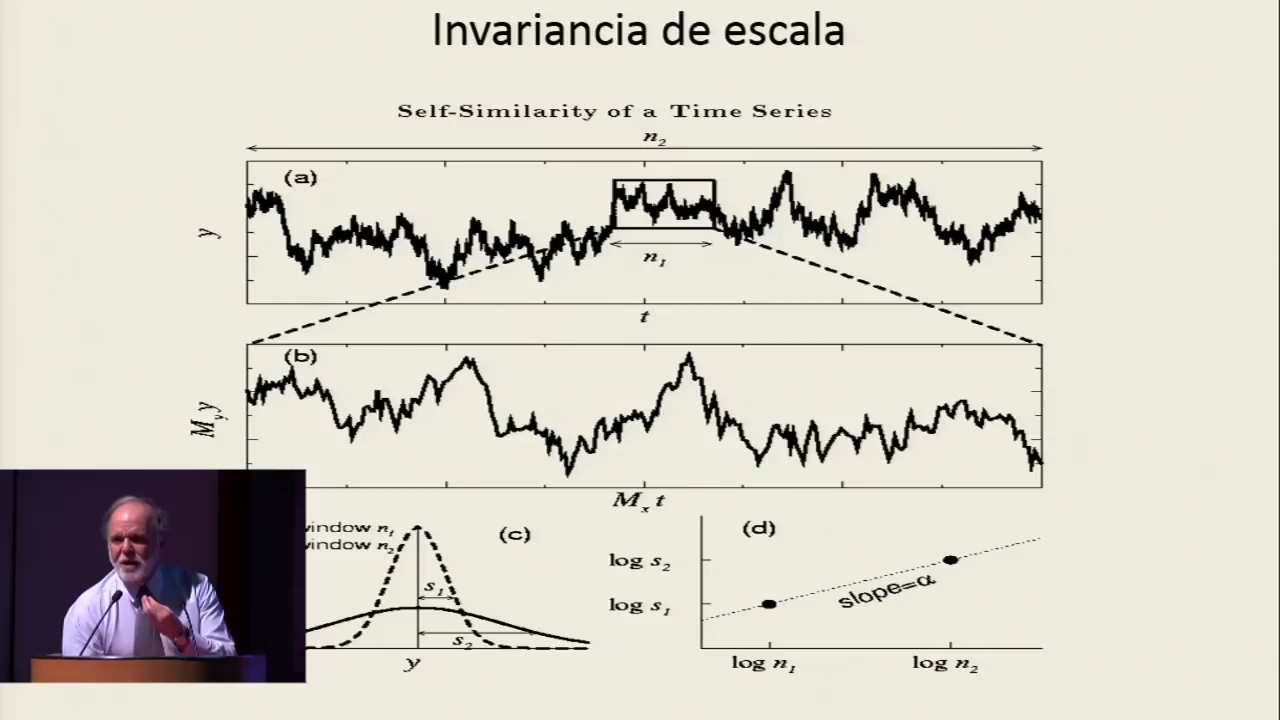 Invariancia de escala
Self-Similarity of a Time Series
n2
(a)
y
n1
t
(b)
Myy
Mx t
window n1
window n2
(c)
s1
s2
y
(d)
log s2
log s1
slope=α
log n1
log n2